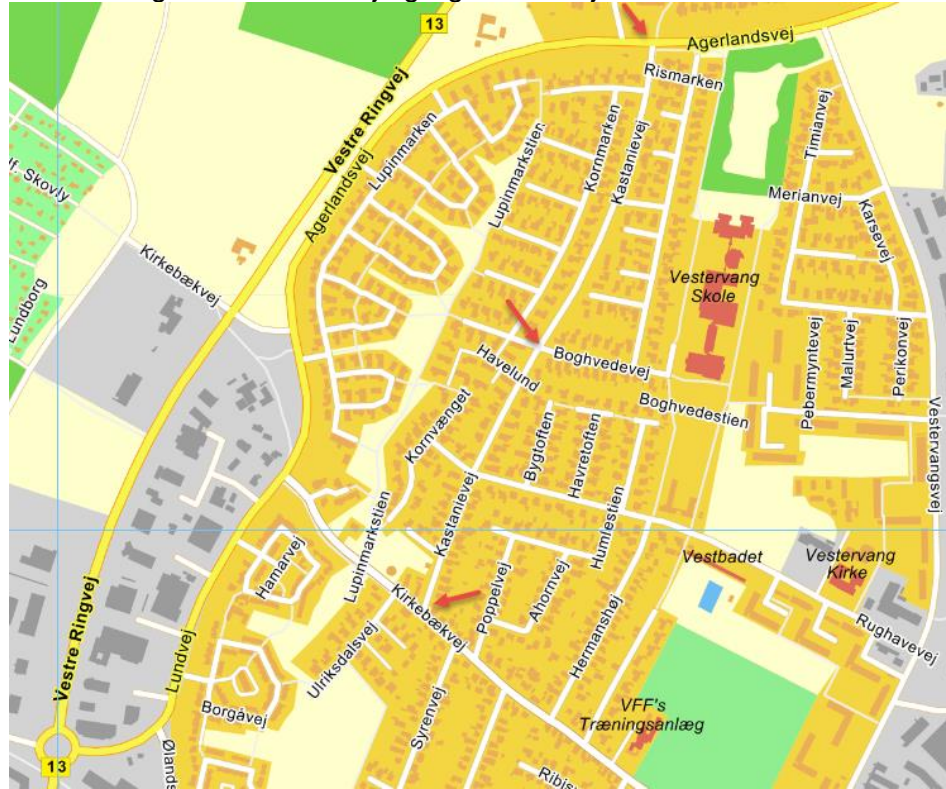 13
Agerlandsvej
Rismarken
Vestre Ringvej
Lupinmarken
Lupinmarkstien
Kornmarken
Kastanievej
Timianvej
Merianvej
Karsevej
f. Skovly
Agerlandsvej
Kirkebækvej
Lundborg
Vestervang
Skole
Havelund
Boghvedevej
Boghvedestien
Pebermyntevej
Malurtvej
Perikonvej
Vestervangsvej
Kornvænget
Bygtoften
Havretoften
Kastanievej
Humlestien
Lupinmarkstien
Hamarvej
Vestbadet
Vestervang
Kirke
Poppelvej
Ahornvej
Kirkebækvej
Rughavevej
Ulriksdalsvej
Hermanshøj
Vestre Ringvej
Lundvej
Borgåvej
Syrenvej
VFF's
Træningsanlæg
Ølands
Ribis
13